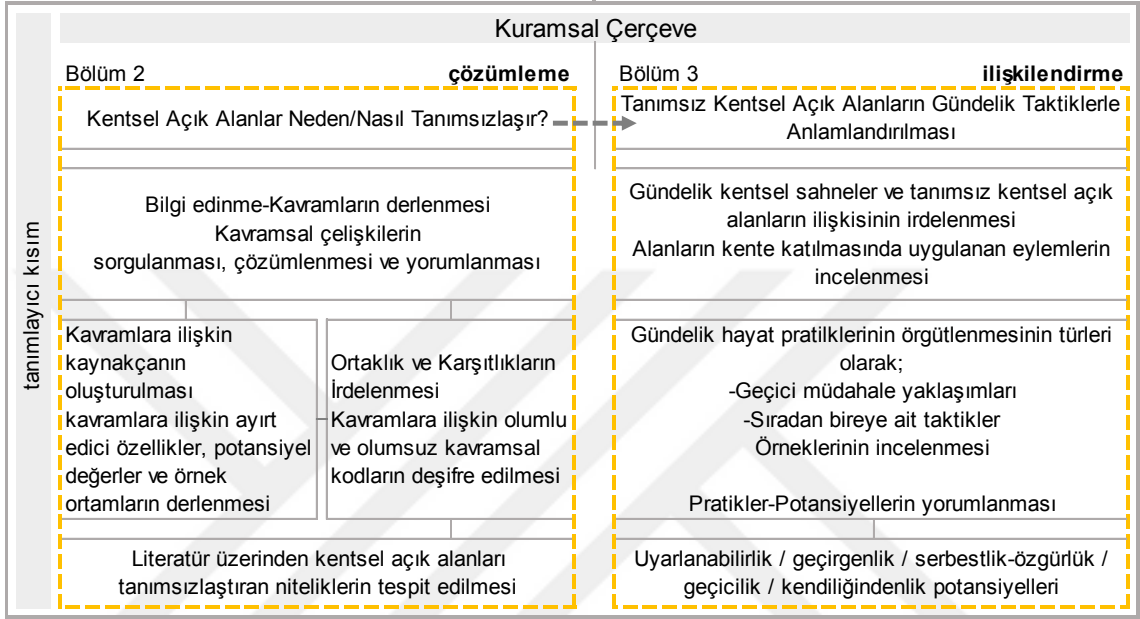 Kuramsal Çerçeve
tanımlayıcı kısım
Bölüm 2 çözümleme
Kentsel Açık Alanlar Neden/Nasıl Tanımsızlaşır?
Bilgi edinme-Kavramların derlenmesi
Kavramsal çelişkilerin
sorgulanması, çözümlenmesi ve yorumlanması
Kavramlara ilişkin
kaynakçanın
oluşturulması
kavramlara ilişkin ayırt
edici özellikler, potansiyel
değerler ve örnek
ortamların derlenmesi
Ortaklık ve Karşıtlıkların
İrdelenmesi
Kavramlara ilişkin olumlu
ve olumsuz kavramsal
kodların deşifre edilmesi
Literatür üzerinden kentsel açık alanları
tanımsızlaştıran niteliklerin tespit edilmesi
Bölüm 3 ilişkilendirme
Tanımsız Kentsel Açık Alanların Gündelik Taktiklerle
Anlamlandırılması
Gündelik kentsel sahneler ve tanımsız kentsel açık
alanların ilişkisinin irdelenmesi
Alanların kente katılmasında uygulanan eylemlerin
incelenmesi
Gündelik hayat pratilklerinin örgütlenmesinin türleri
olarak;
-Geçici müdahale yaklaşımları
-Sıradan bireye ait taktikler
Örneklerinin incelenmesi
Pratikler-Potansiyellerin yorumlanması
Uyarlanabilirlik / geçirgenlik / serbestlik-özgürlük /
geçicilik / kendiliğindenlik potansiyelleri